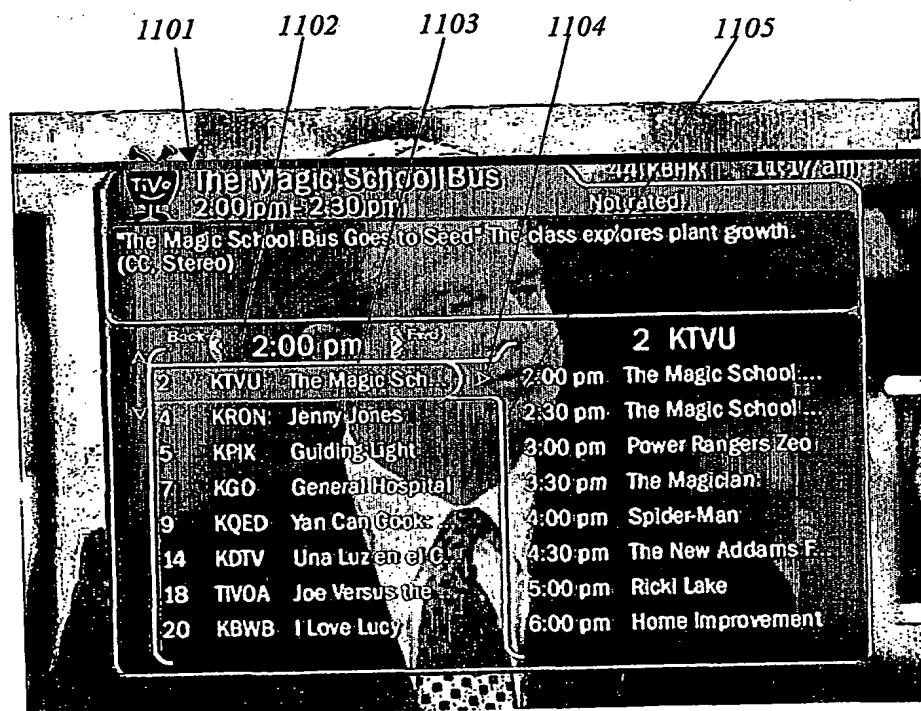 1101 1102 1103 1104 1105
TiVo The Magic School Bus 11:17 am
2:00 pm - 2:30 pm Not rated
"The Magic School Bus Goes to Seed" The class explores plant growth.
(CC, Stereo)
Back 2:00 pm Fwd 2 KTVU
2 KTVU The Magic Sch... 2:00 pm The Magic School ...
4 KRON Jenny Jones 2:30 pm The Magic School ...
5 KPIX Guiding Light 3:00 pm Power Rangers Zeo
7 KGO General Hospital 3:30 pm The Magician
9 KQED Yan Can Cook: 4:00 pm Spider-Man
14 KDTV Una Luz en el C... 4:30 pm The New Addams F...
18 TIVOA Joe Versus the ... 5:00 pm Ricki Lake
20 KBWB I Love Lucy 6:00 pm Home Improvement